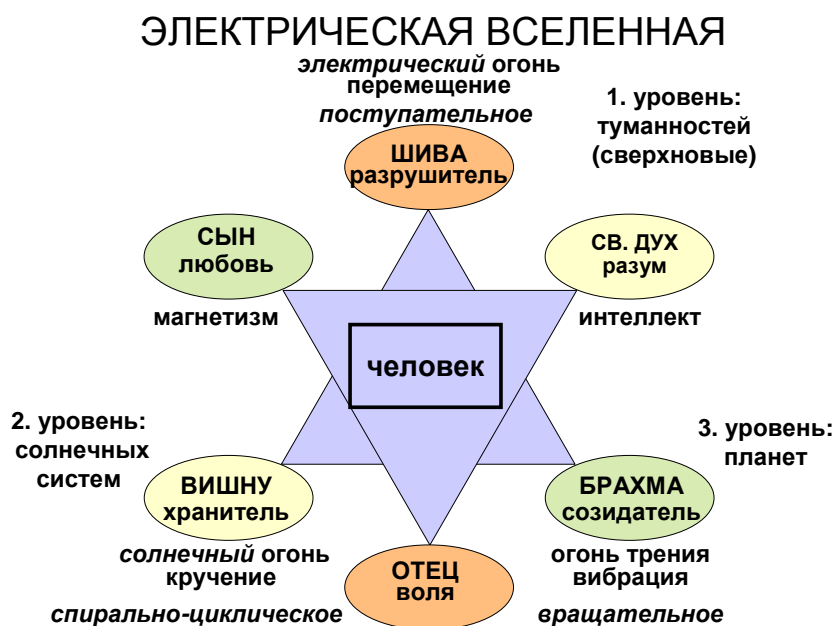 ЭЛЕКТРИЧЕСКАЯ ВСЕЛЕННАЯ
электрический огонь
перемещение
поступательное
1. уровень:
туманностей
(сверхновые)
ШИВА
разрушитель
СЫН
любовь
магнетизм
СВ. ДУХ
разум
интеллект
человек
2. уровень:
солнечных
систем
3. уровень:
планет
ВИШНУ
хранитель
солнечный огонь
кручение
спирально-циклическое
ОТЕЦ
воля
БРАХМА
созидатель
огонь трения
вибрация
вращательное